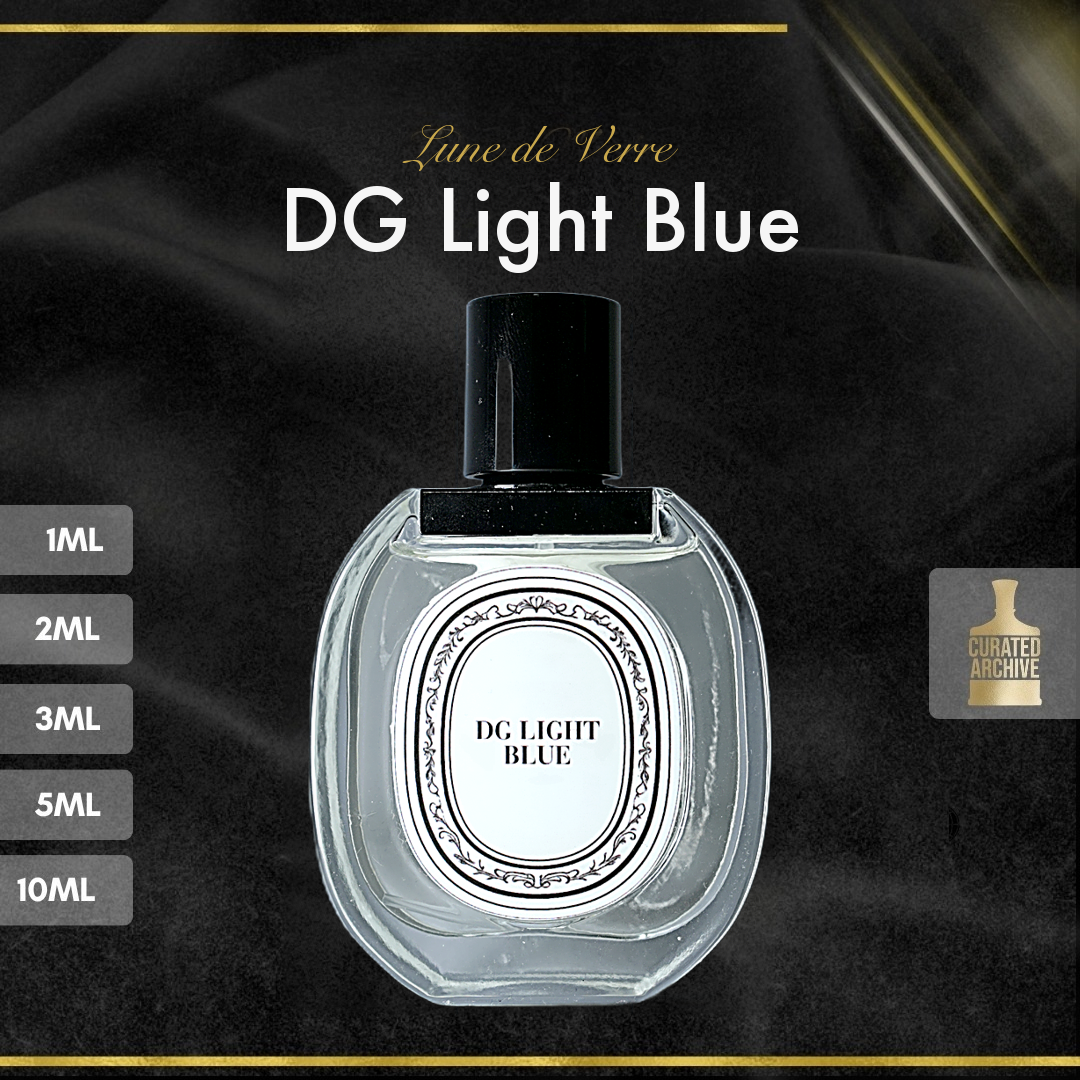 Lune de Verre
DG Light Blue
DG LIGHT
BLUE
1ML
2ML
3ML
5ML
10ML
CURATED
ARCHIVE